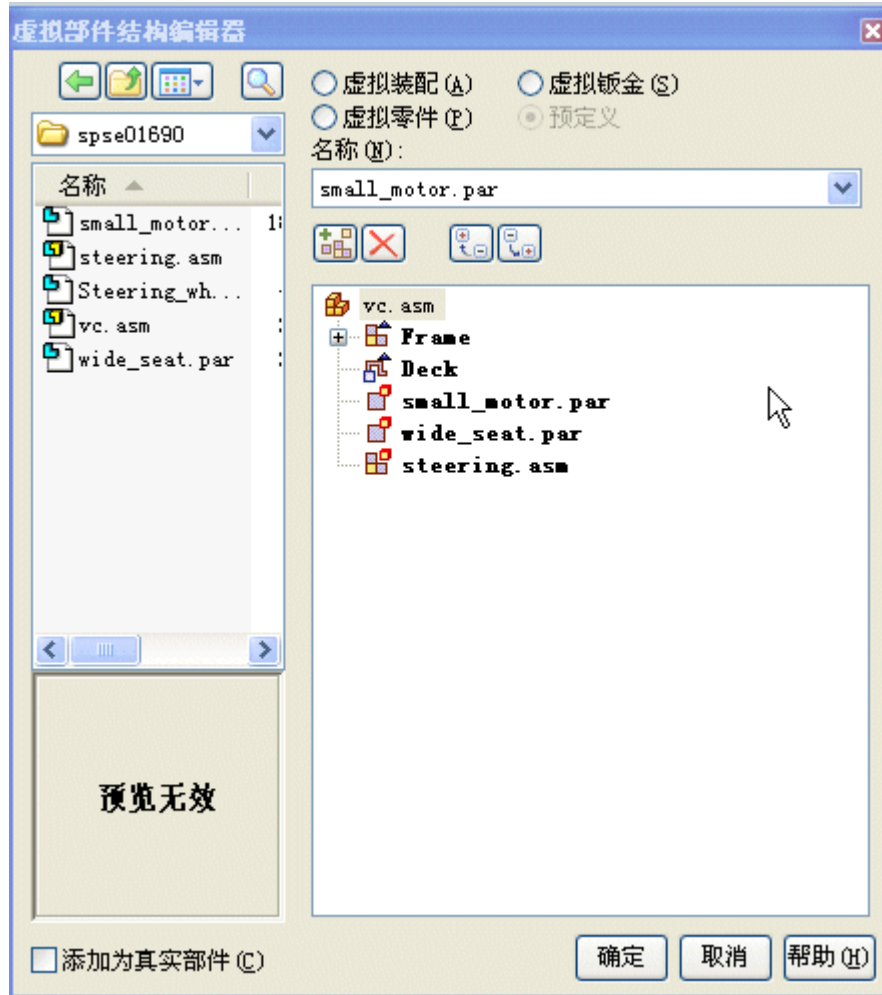 虚拟部件结构编辑器
虚拟装配(A)
虚拟钣金(S)
虚拟零件(P)
预定义
spse01690
名称(N):
small_motor.par
名称
small_motor...
steering.asm
Steering_wh...
vc.asm
wide_seat.par
vc.asm
Frame
Deck
small_motor.par
wide_seat.par
steering.asm
预览无效
添加为真实部件(C)
确定
取消
帮助(H)